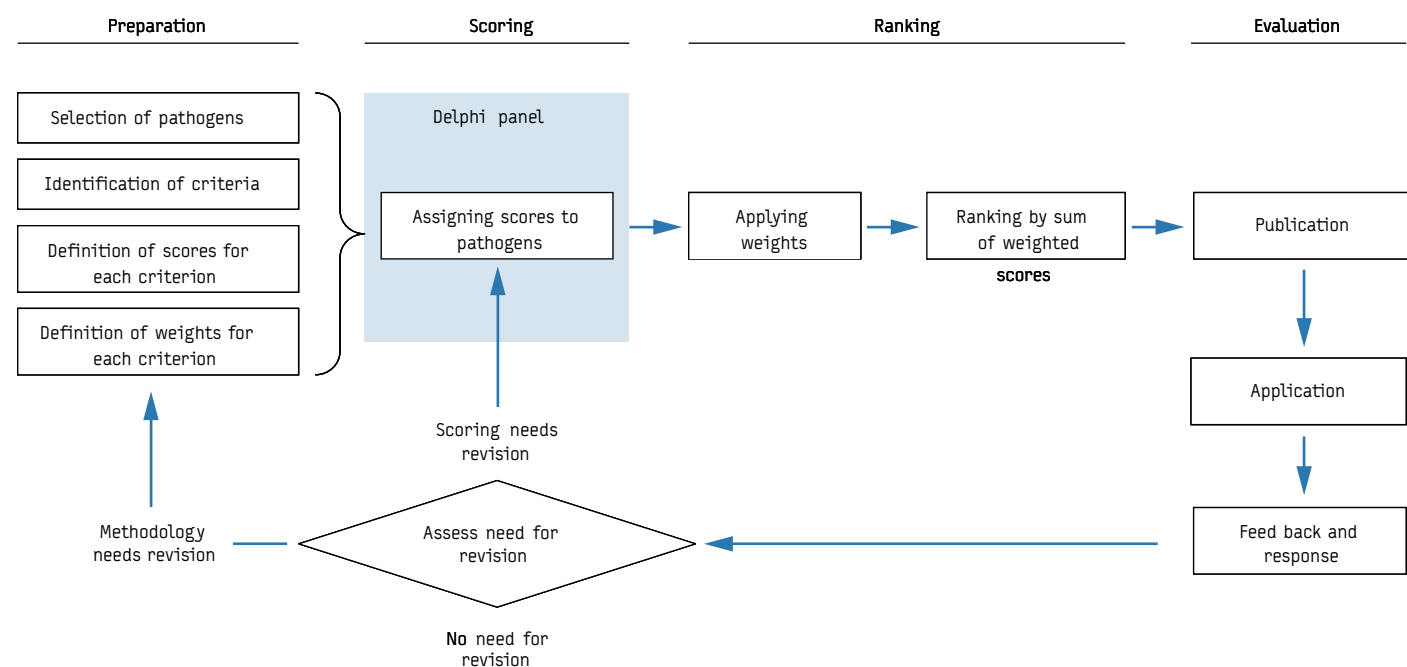 Preparation
Scoring
Ranking
Evaluation
Selection of pathogens
Identification of criteria
Definition of scores for
each criterion
Definition of weights for
each criterion
Delphi panel
Assigning scores to
pathogens
Applying
weights
Ranking by sum
of weighted
scores
Publication
Application
Feed back and
response
Scoring needs
revision
Assess need for
revision
Methodology
needs revision
No need for
revision